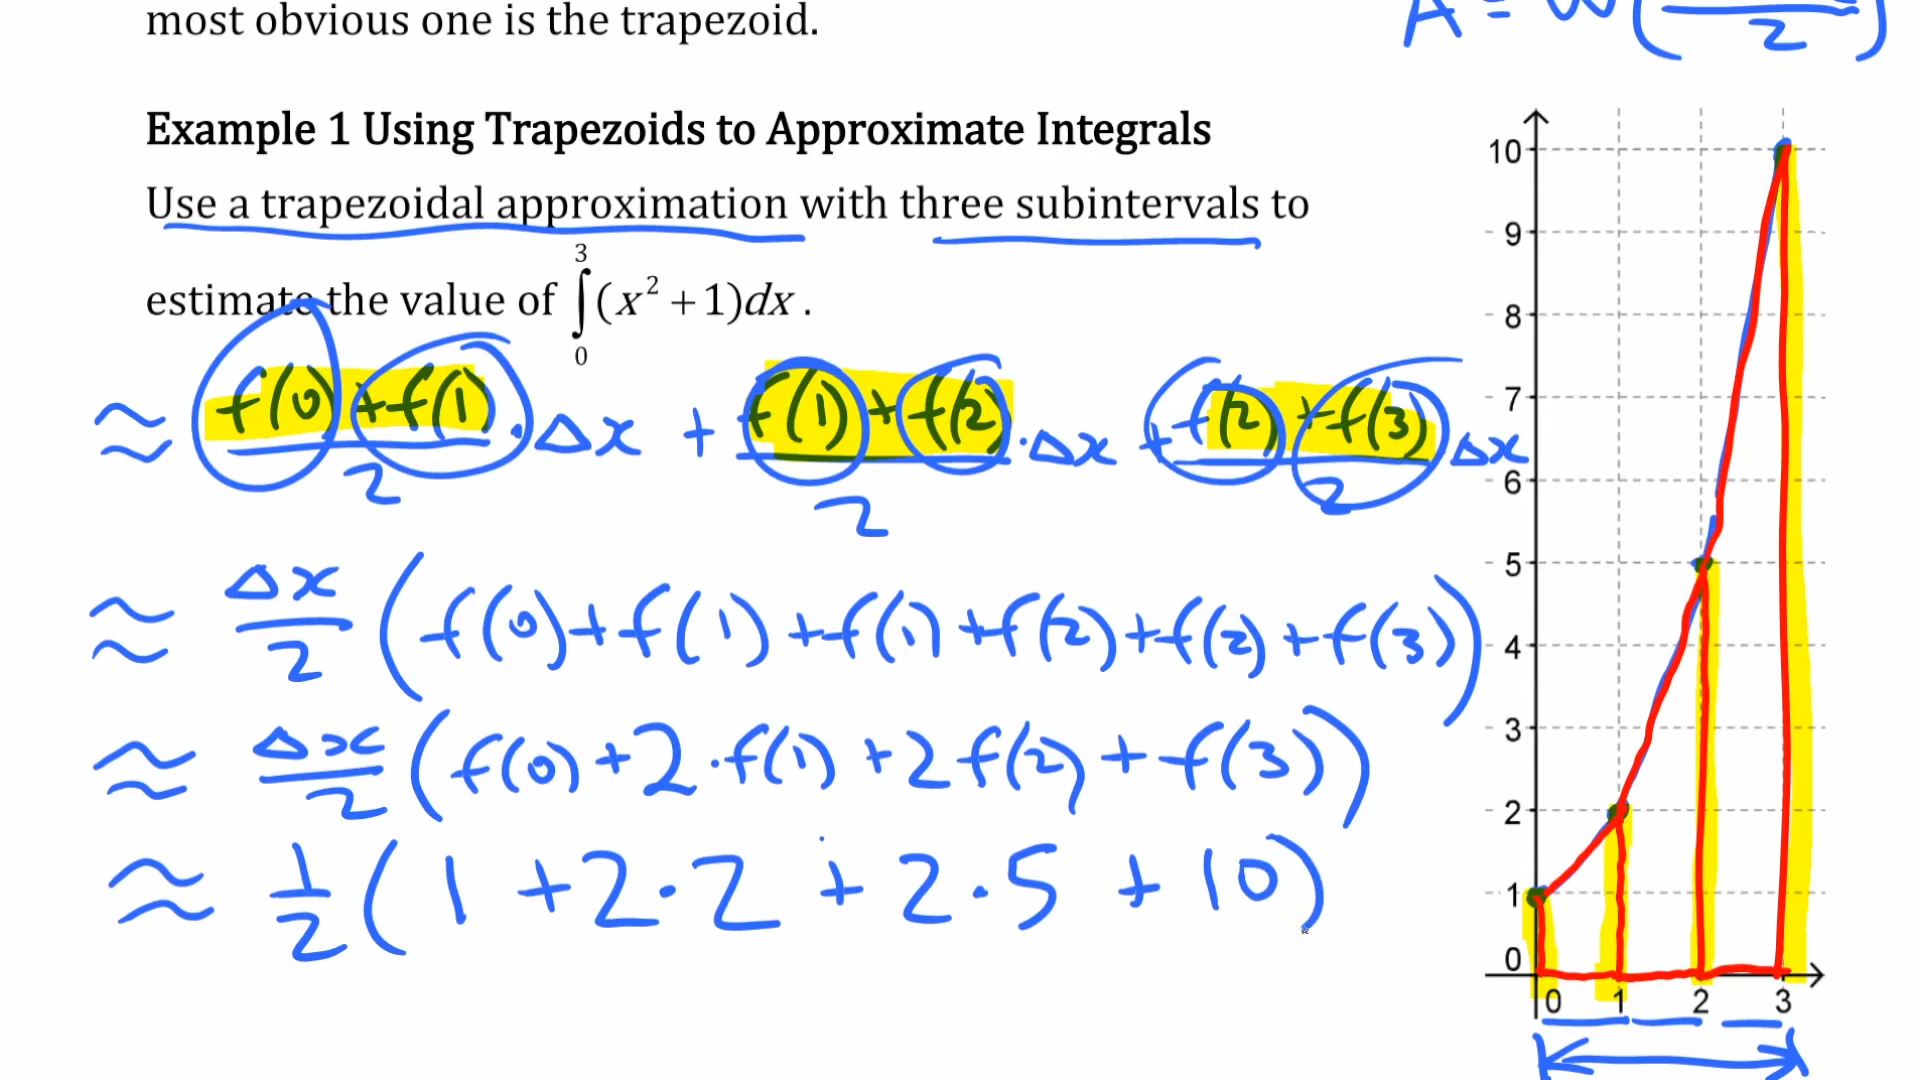 most obvious one is the trapezoid.
A = w( / 2 )
Example 1 Using Trapezoids to Approximate Integrals
Use a trapezoidal approximation with three subintervals to
estimate the value of ∫₀³ (x² + 1)dx .
≈ (f(0) + f(1))/2 · Δx + (f(1) + f(2))/2 · Δx + (f(2) + f(3))/2 Δx
≈ Δx/2 (f(0) + f(1) + f(1) + f(2) + f(2) + f(3))
≈ Δx/2 (f(0) + 2 · f(1) + 2f(2) + f(3))
≈ 1/2 (1 + 2 · 2 + 2 · 5 + 10)
10
9
8
7
6
5
4
3
2
1
0
0 1 2 3